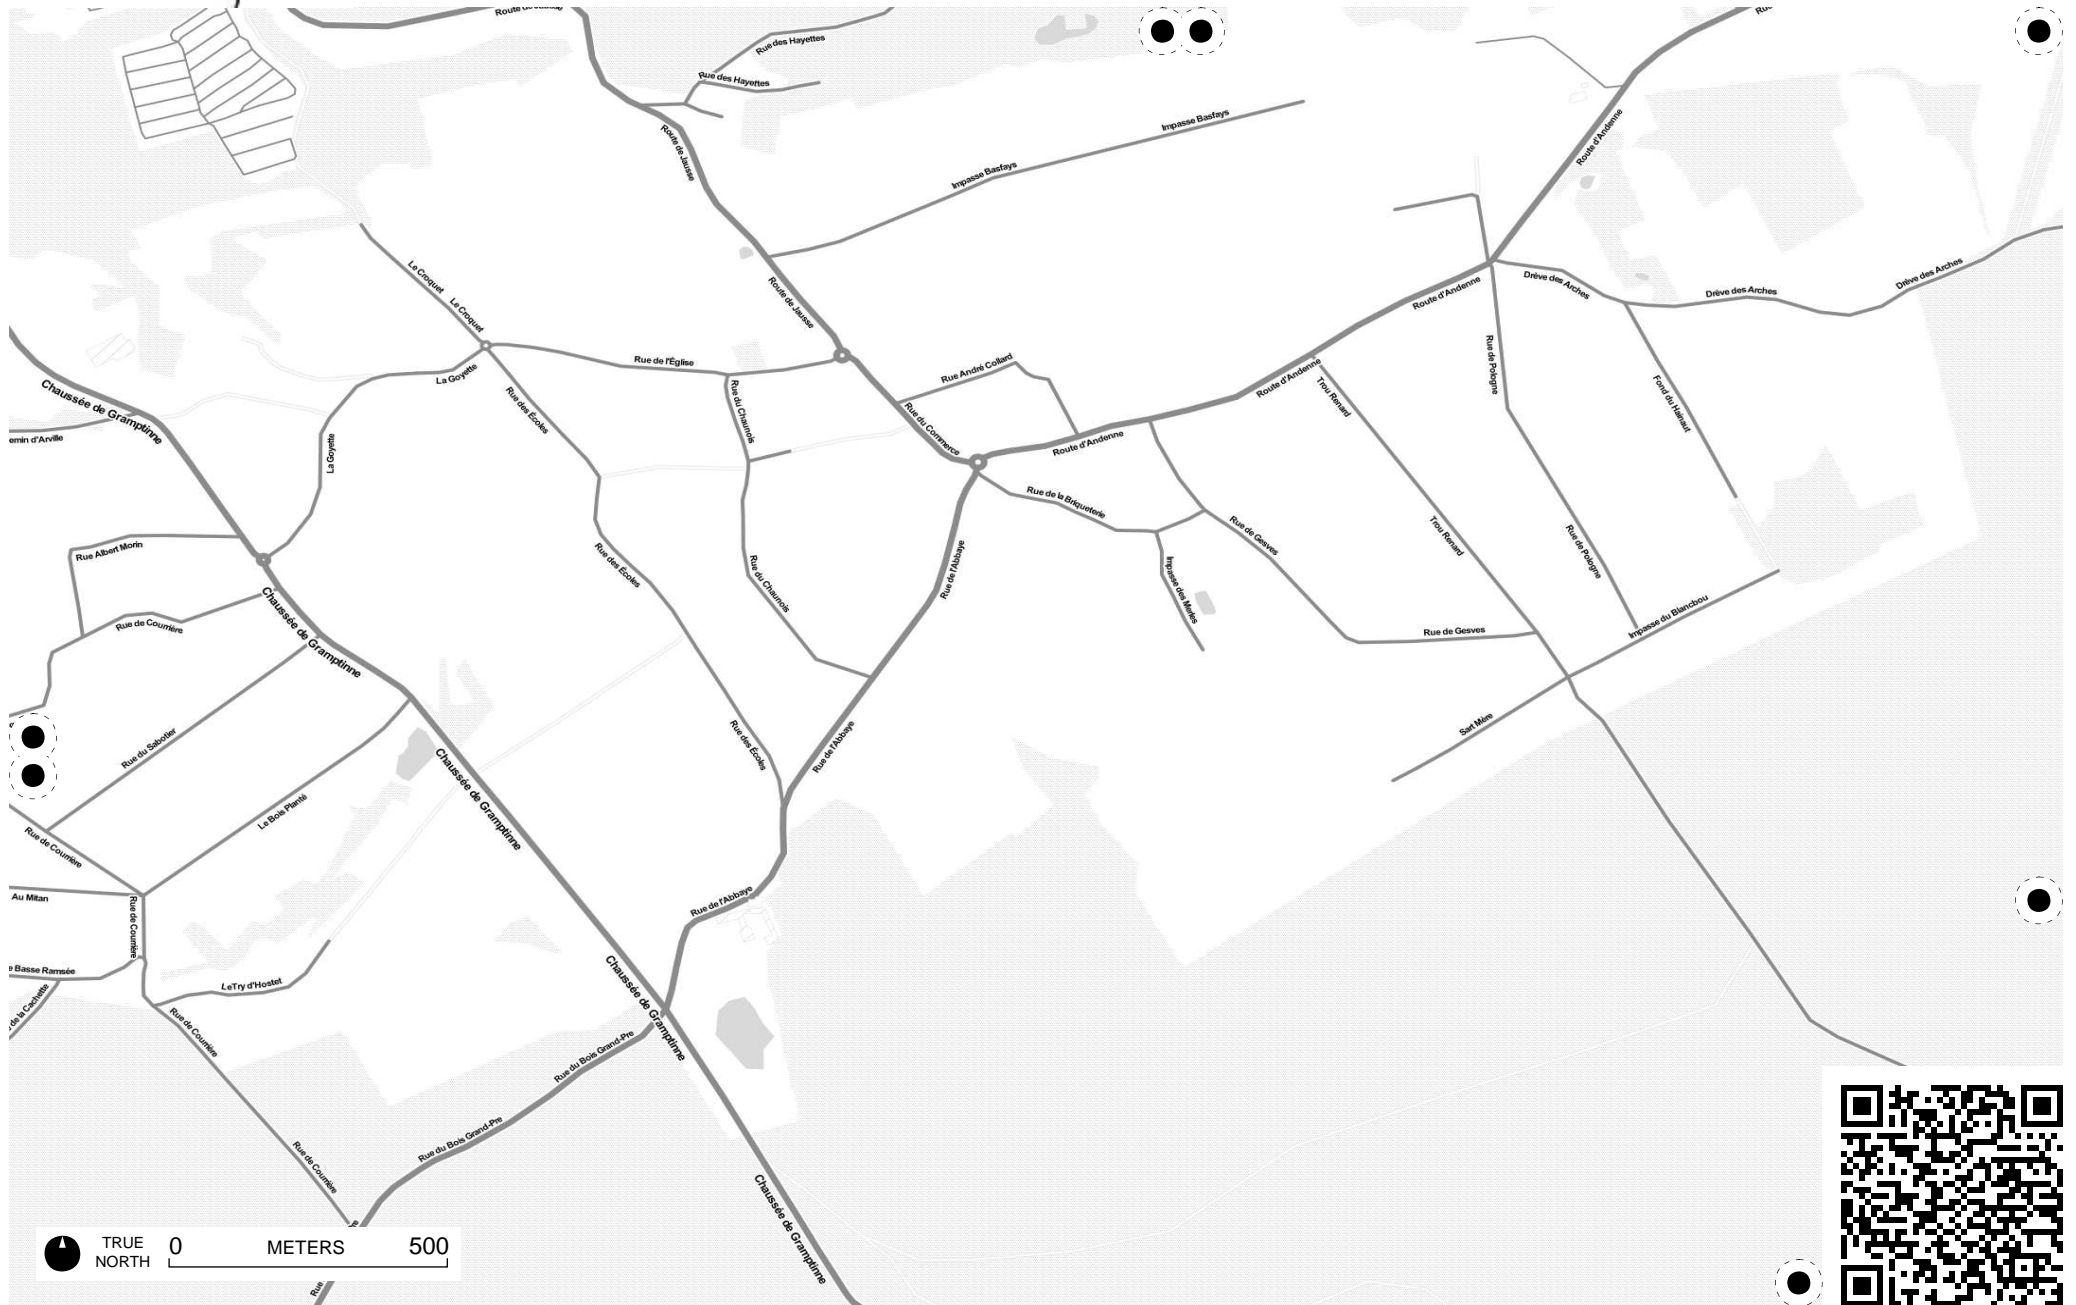 Rue des Hayettes
Rue des Hayettes
Route de Jausse
Impasse Basfays
Impasse Basfays
Route d'Andenne
Le Croquet
Le Croquet
Route de Jausse
Route d'Andenne
Drève des Arches
Drève des Arches
Drève des Arches
Rue de l'Église
La Goyette
Rue André Collard
Route d'Andenne
Trou Renard
Rue de Pologne
Fond du Hainaut
Chaussée de Gramptinne
Rue des Écoles
Rue du Chaunois
Rue du Commerce
Route d'Andenne
emin d'Arville
La Goyette
Rue de la Briqueterie
Rue de Gesves
Trou Renard
Rue de Pologne
Rue Albert Morin
Rue des Écoles
Rue du Chaunois
Rue de l'Abbaye
Impasse des Merles
Impasse du Blancbou
Rue de Courrière
Chaussée de Gramptinne
Rue de Gesves
Rue du Sabotier
Rue des Écoles
Rue de l'Abbaye
Sart Mère
Chaussée de Gramptinne
Le Bois Planté
Rue de Courrière
Au Mitan
Rue de Courrière
Rue de l'Abbaye
e Basse Ramsée
LeTry d'Hostet
de la Cachette
Rue de Courrière
Chaussée de Gramptinne
Rue du Bois Grand-Pre
Rue du Bois Grand-Pre
Rue de Courrière
Chaussée de Gramptinne
TRUE NORTH
0 METERS 500
Rue